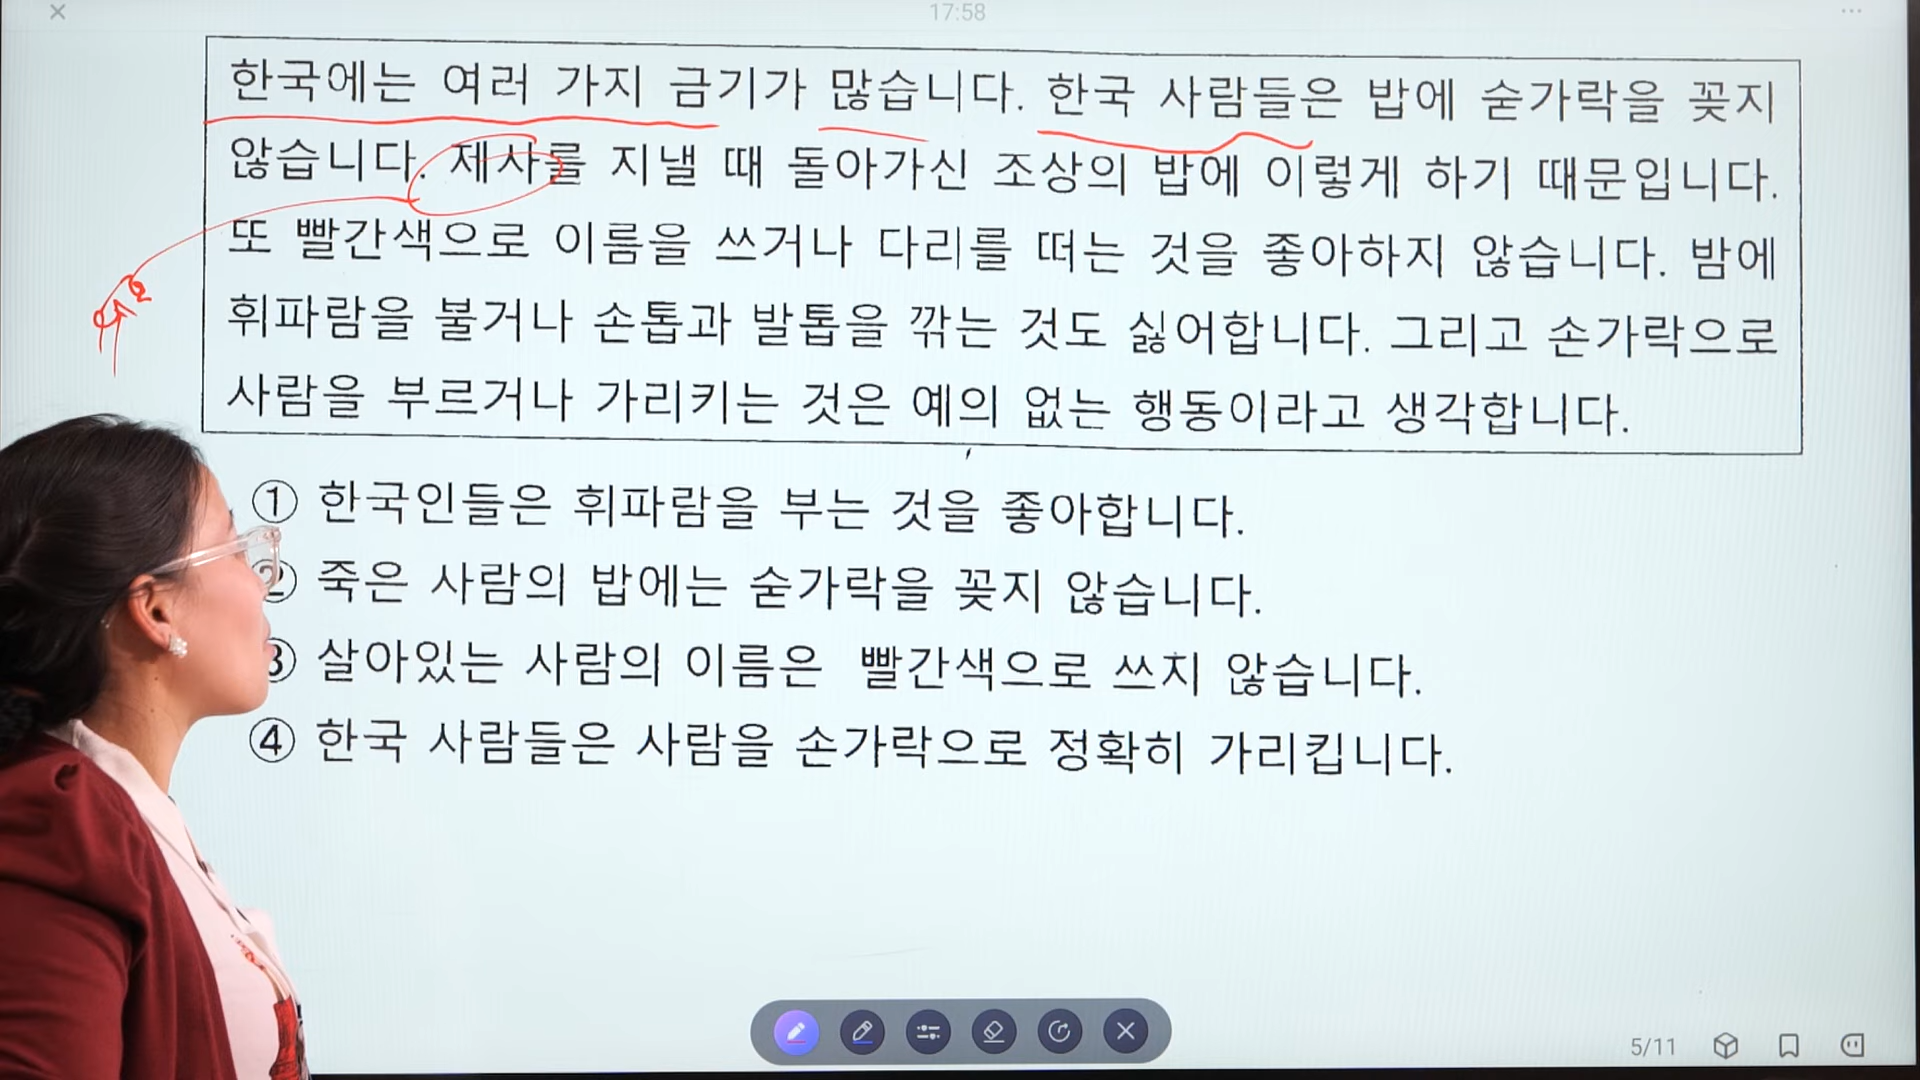 17:58
한국에는 여러 가지 금기가 많습니다. 한국 사람들은 밥에 숟가락을 꽂지
않습니다. 제사를 지낼 때 돌아가신 조상의 밥에 이렇게 하기 때문입니다.
또 빨간색으로 이름을 쓰거나 다리를 떠는 것을 좋아하지 않습니다. 밤에
휘파람을 불거나 손톱과 발톱을 깎는 것도 싫어합니다. 그리고 손가락으로
사람을 부르거나 가리키는 것은 예의 없는 행동이라고 생각합니다.
① 한국인들은 휘파람을 부는 것을 좋아합니다.
② 죽은 사람의 밥에는 숟가락을 꽂지 않습니다.
③ 살아있는 사람의 이름은 빨간색으로 쓰지 않습니다.
④ 한국 사람들은 사람을 손가락으로 정확히 가리킵니다.
5/11